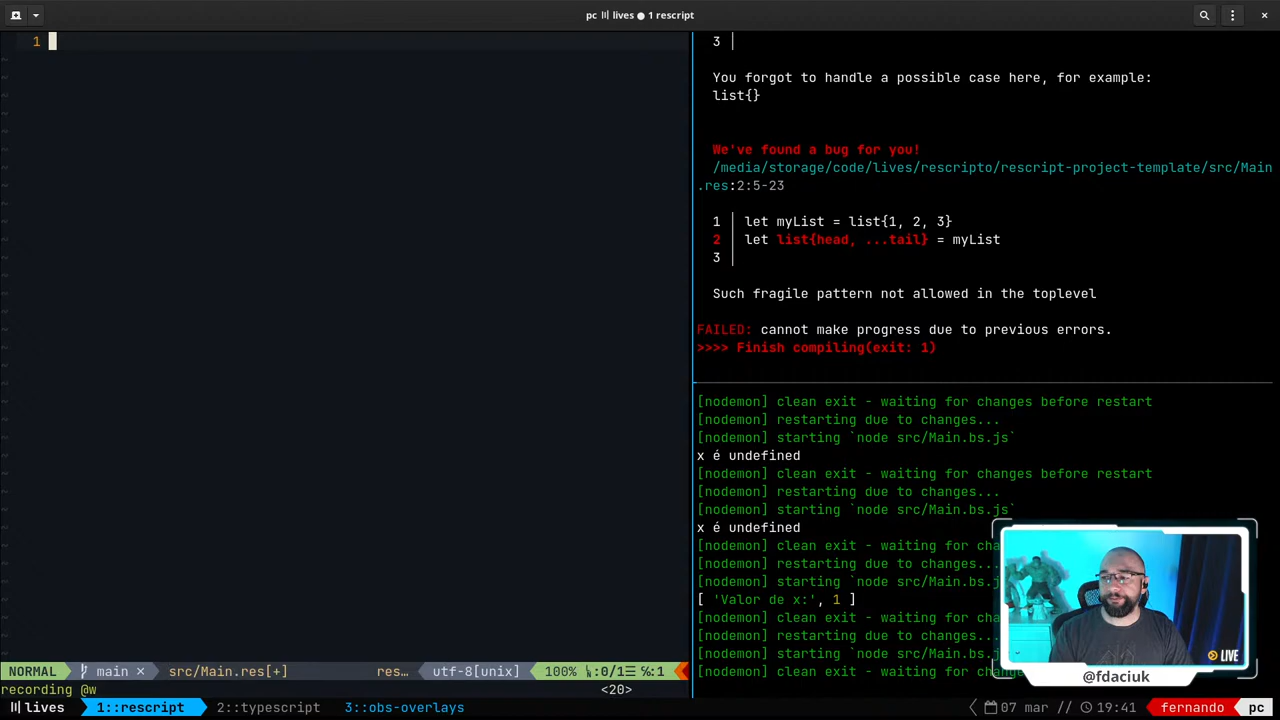 pc lives ● 1 rescript
1
3 |
You forgot to handle a possible case here, for example:
list{}
We've found a bug for you!
/media/storage/code/lives/rescripto/rescript-project-template/src/Main
.res:2:5-23
1 | let myList = list{1, 2, 3}
2 | let list{head, ...tail} = myList
3 |
Such fragile pattern not allowed in the toplevel
FAILED: cannot make progress due to previous errors.
>>>> Finish compiling(exit: 1)
[nodemon] clean exit - waiting for changes before restart
[nodemon] restarting due to changes...
[nodemon] starting `node src/Main.bs.js`
x é undefined
[nodemon] clean exit - waiting for changes before restart
[nodemon] restarting due to changes...
[nodemon] starting `node src/Main.bs.js`
x é undefined
[nodemon] clean exit - waiting for
[nodemon] restarting due to changes...
[nodemon] starting `node src/Main.bs.j
[ 'Valor de x:', 1 ]
[nodemon] clean exit - waiting for
[nodemon] restarting due to changes...
[nodemon] starting `node src/Main.bs.
[nodemon] clean exit - waiting for
LIVE
@fdaciuk
NORMAL main × src/Main.res[+] res… utf-8[unix] 100% :0/1☰ ℅:1
recording @w <20>
lives 1::rescript 2::typescript 3::obs-overlays 07 mar // 19:41 fernando pc